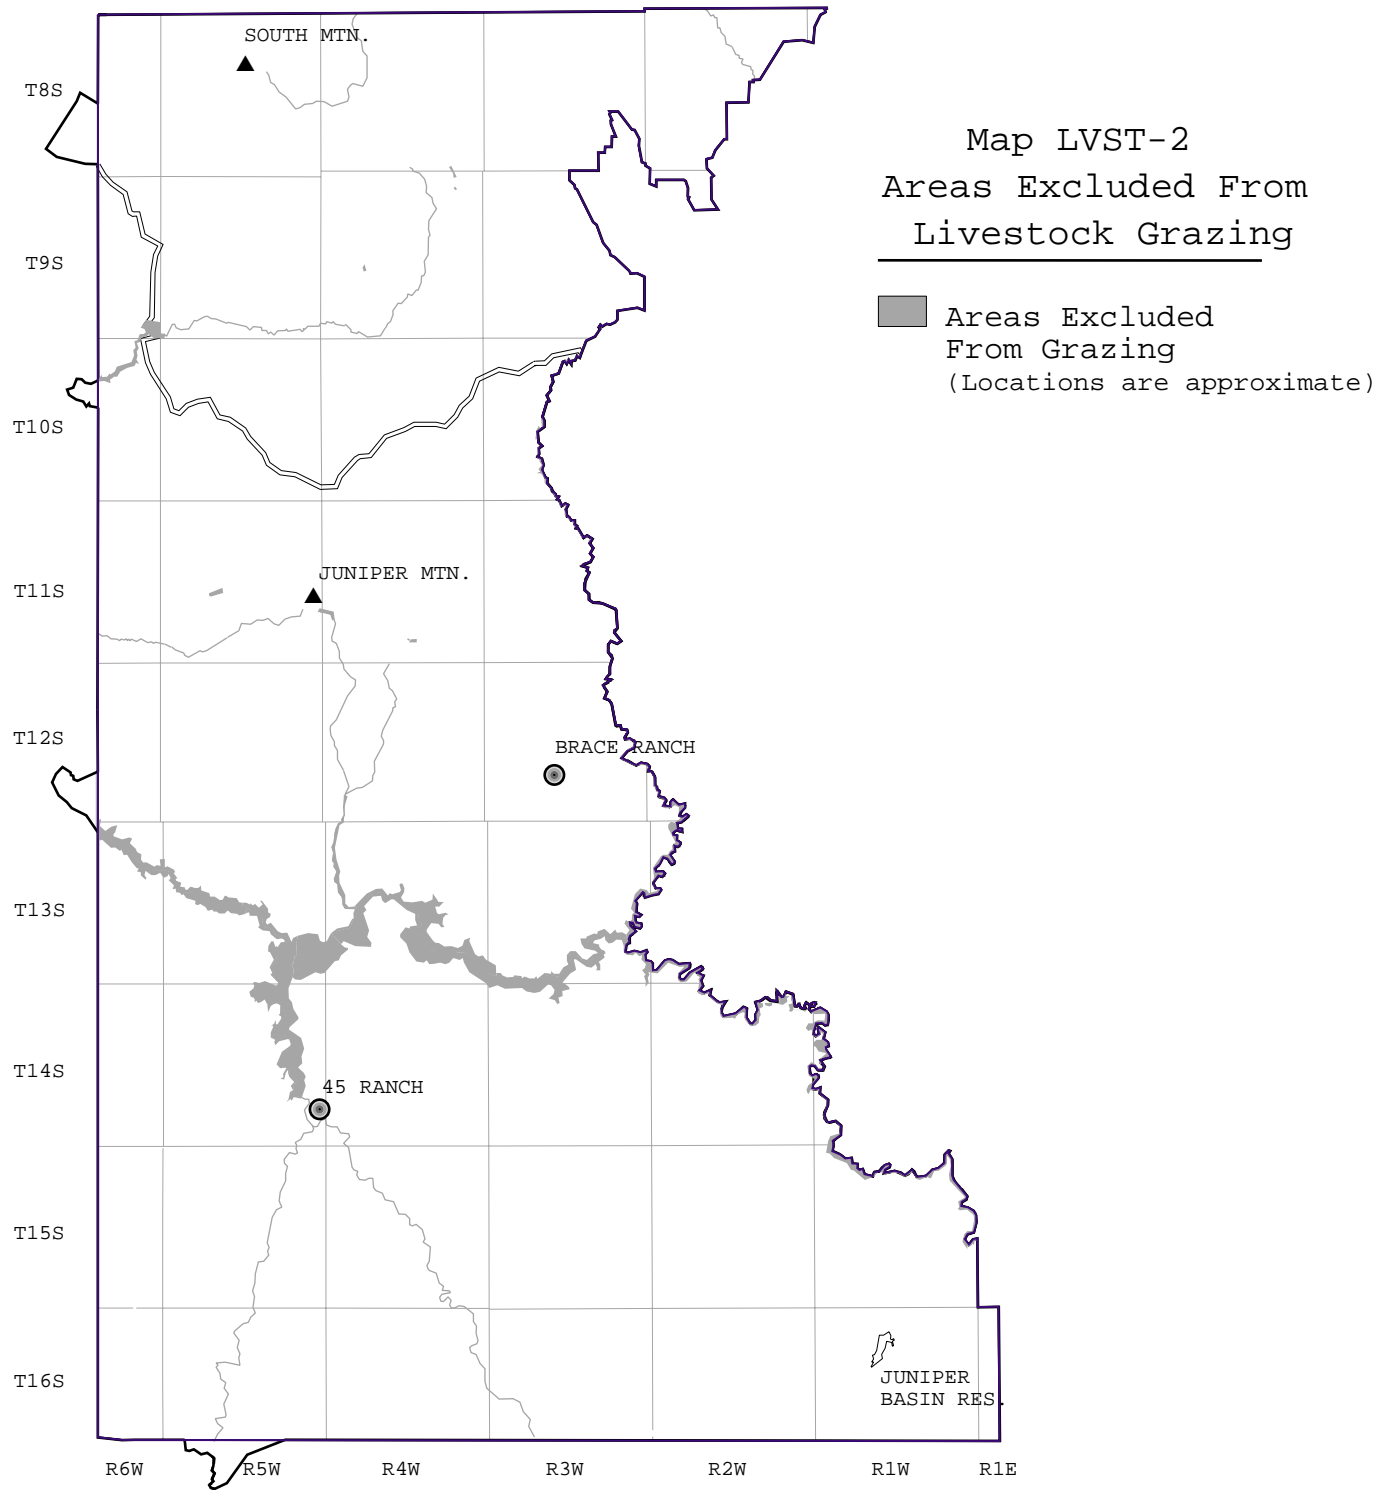 SOUTH MTN.
T8S
Map LVST-2
Areas Excluded From
Livestock Grazing
T9S
Areas Excluded
From Grazing
(Locations are approximate)
T10S
JUNIPER MTN.
T11S
T12S
BRACE RANCH
T13S
T14S
45 RANCH
T15S
JUNIPER
BASIN RES.
T16S
R6W R5W R4W R3W R2W R1W R1E